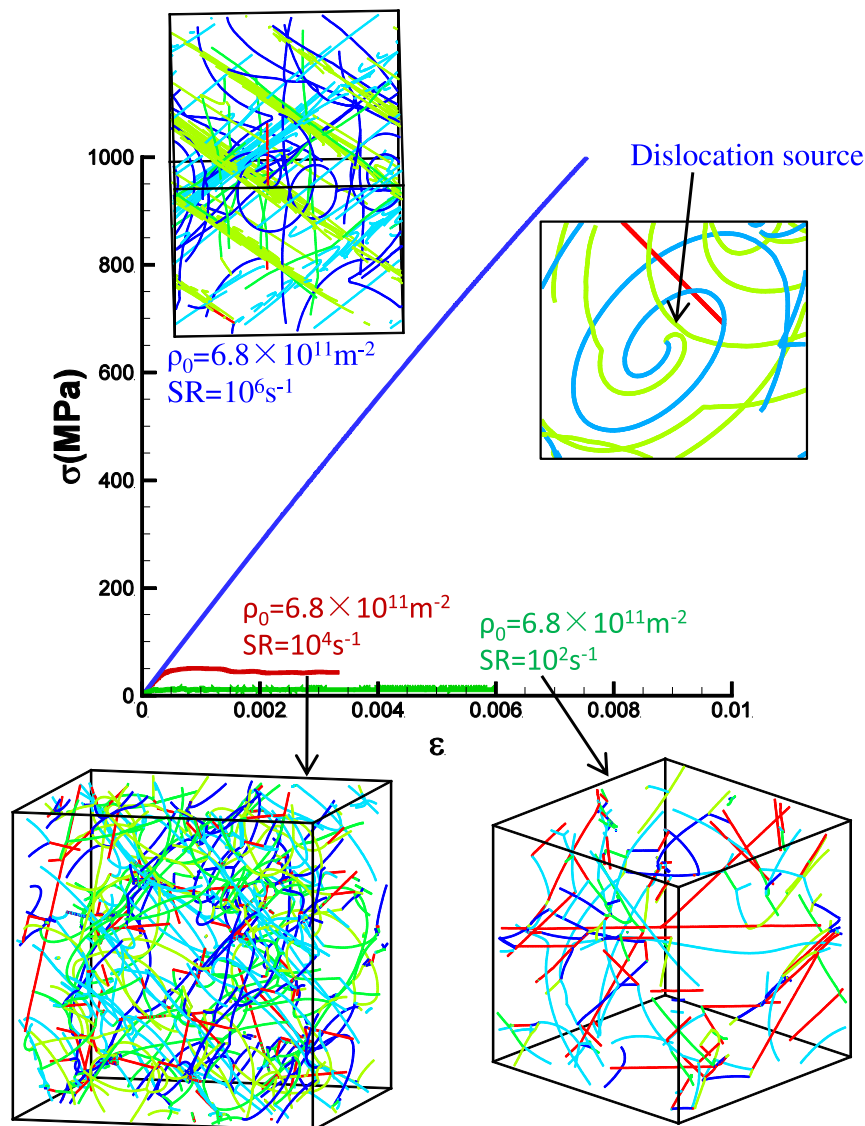 1000
Dislocation source
800
ρ₀=6.8×10¹¹m⁻²
SR=10⁶s⁻¹
600
σ(MPa)
400
200
ρ₀=6.8×10¹¹m⁻²
SR=10⁴s⁻¹
ρ₀=6.8×10¹¹m⁻²
SR=10²s⁻¹
0
0 0.002 0.004 0.006 0.008 0.01
ε